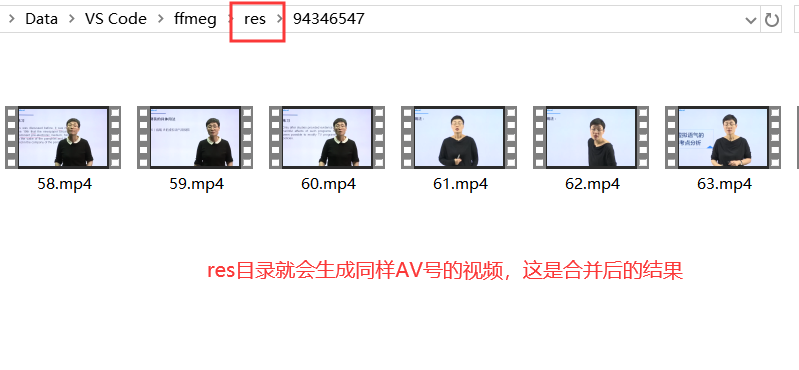 Data > VS Code > ffmeg > res > 94346547
58.mp4 59.mp4 60.mp4 61.mp4 62.mp4 63.mp4
res目录就会生成同样AV号的视频，这是合并后的结果